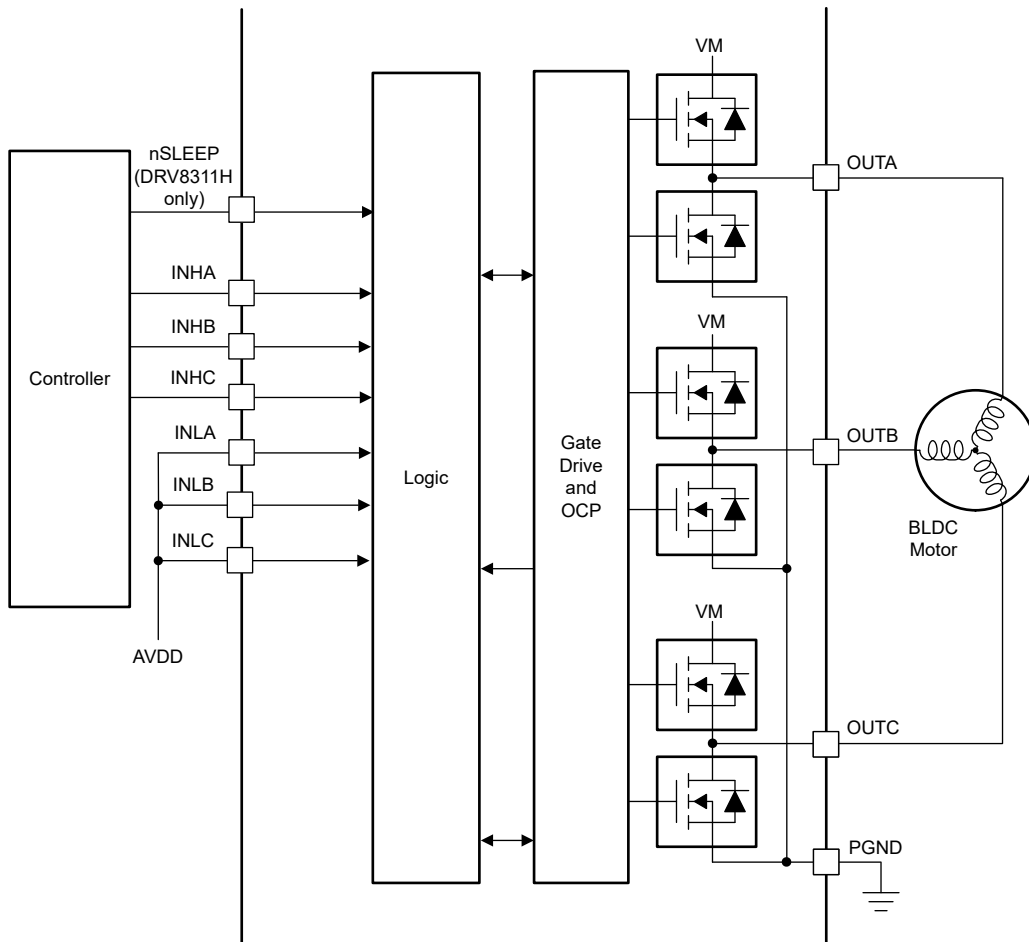 VM
nSLEEP
(DRV8311H
only)
OUTA
INHA
INHB
INHC
Controller
VM
INLA
INLB
INLC
AVDD
Logic
Gate
Drive
and
OCP
OUTB
BLDC
Motor
VM
OUTC
PGND